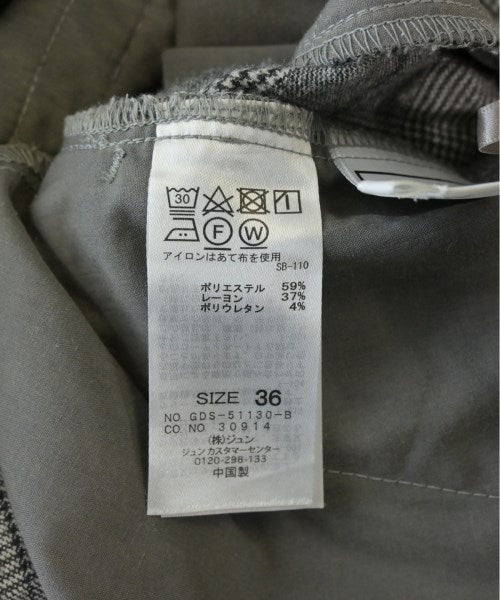 30
F W
アイロンはあて布を使用
SB-110
ポリエステル 59%
レーヨン 37%
ポリウレタン 4%
SIZE 36
NO. GDS-51130-B
CO. NO 30914
(株)ジュン
ジュンカスタマーセンター
0120-298-133
中国製